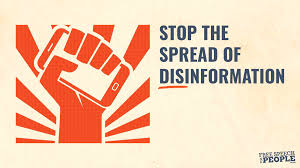 STOP THE
SPREAD OF
DISINFORMATION
FREE SPEECH
FOR PEOPLE